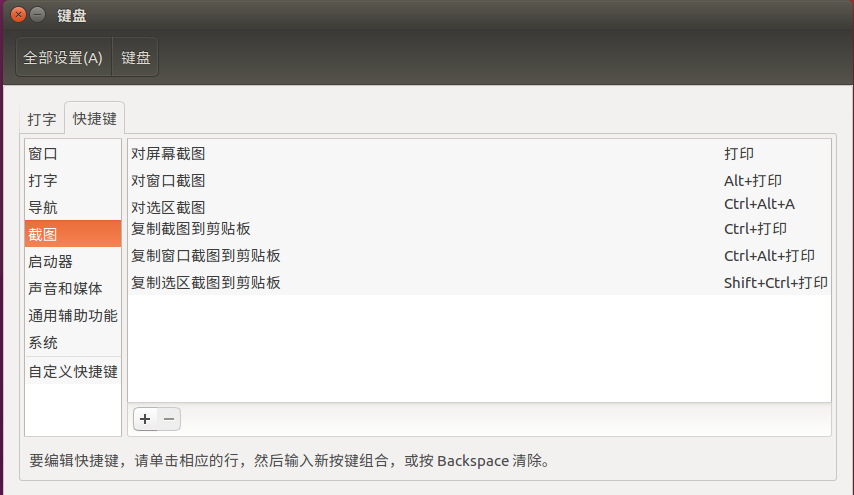 键盘
全部设置(A) 键盘
打字 快捷键
窗口
打字
导航
截图
启动器
声音和媒体
通用辅助功能
系统
自定义快捷键
对屏幕截图 打印
对窗口截图 Alt+打印
对选区截图 Ctrl+Alt+A
复制截图到剪贴板 Ctrl+打印
复制窗口截图到剪贴板 Ctrl+Alt+打印
复制选区截图到剪贴板 Shift+Ctrl+打印
要编辑快捷键，请单击相应的行，然后输入新按键组合，或按 Backspace 清除。